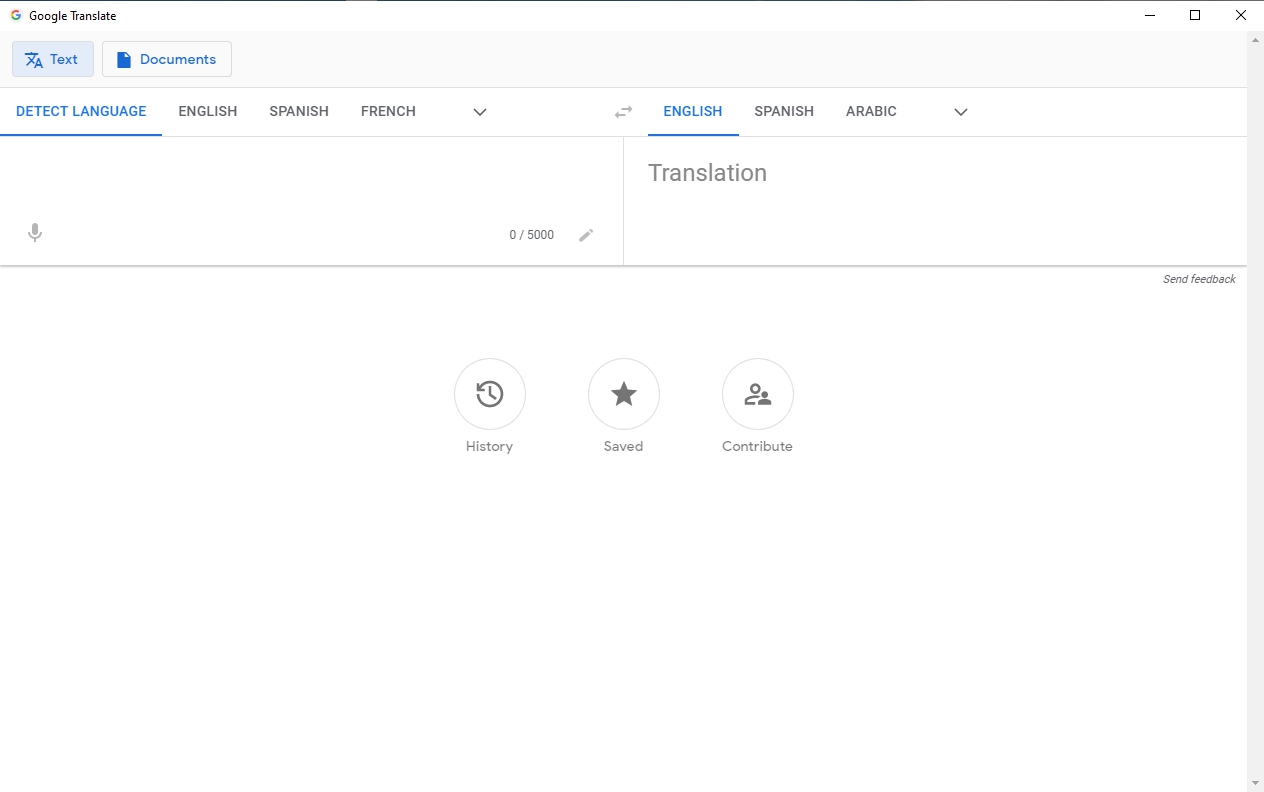 Google Translate
Text
Documents
DETECT LANGUAGE ENGLISH SPANISH FRENCH
ENGLISH SPANISH ARABIC
Translation
0 / 5000
Send feedback
History
Saved
Contribute